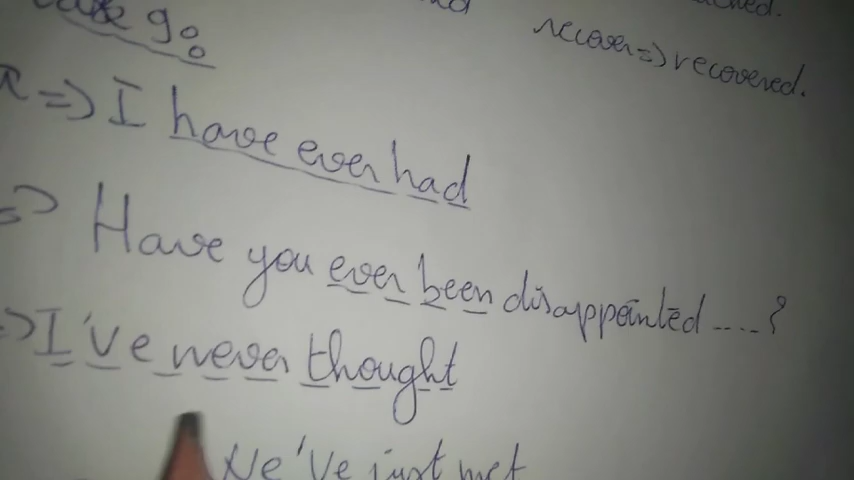 recover => recovered.
=> I have ever had
=> Have you ever been disappointed ....?
=> I've never thought
We've just met